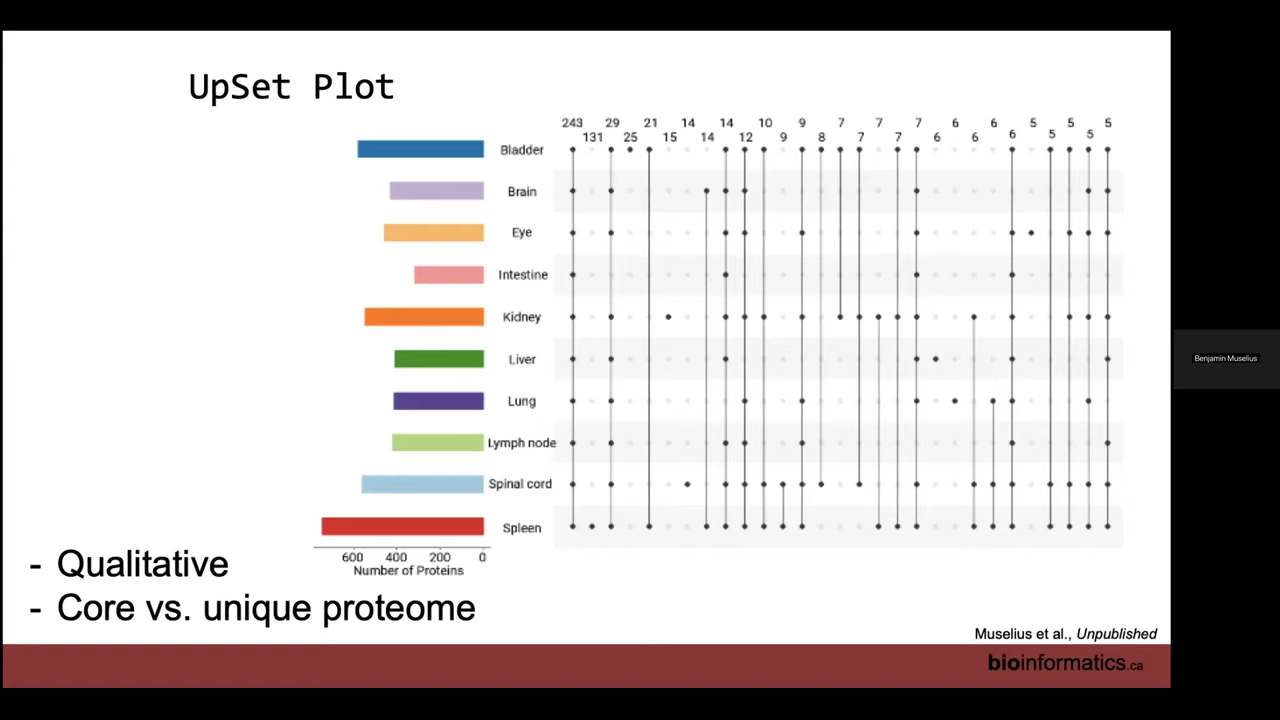 UpSet Plot
243 29 21 14 14 10 9 7 7 7 6 6 5 5 5
131 25 15 14 12 9 8 7 7 6 6 6 5 5
Bladder
Brain
Eye
Intestine
Kidney
Liver
Lung
Lymph node
Spinal cord
Spleen
600 400 200 0
Number of Proteins
- Qualitative
- Core vs. unique proteome
Muselius et al., Unpublished
bioinformatics.ca
Benjamin Muselius